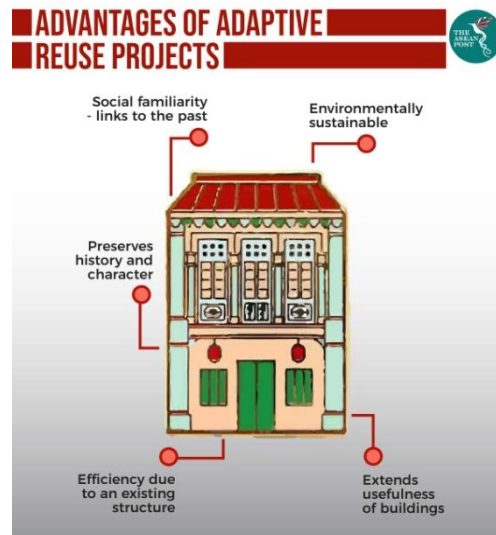 ADVANTAGES OF ADAPTIVE
REUSE PROJECTS
THE
ASEAN
POST
Social familiarity
- links to the past
Environmentally
sustainable
Preserves
history and
character
Efficiency due
to an existing
structure
Extends
usefulness
of buildings